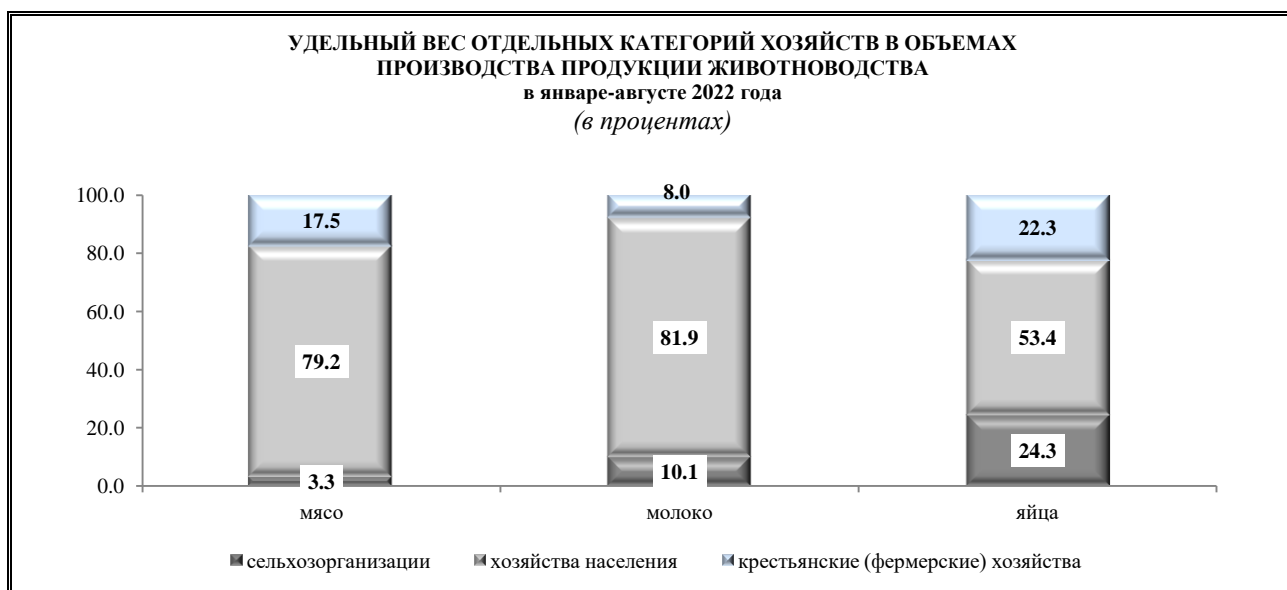 УДЕЛЬНЫЙ ВЕС ОТДЕЛЬНЫХ КАТЕГОРИЙ ХОЗЯЙСТВ В ОБЪЕМАХ
ПРОИЗВОДСТВА ПРОДУКЦИИ ЖИВОТНОВОДСТВА
в январе-августе 2022 года
(в процентах)
100.0
80.0
60.0
40.0
20.0
0.0
17.5
79.2
3.3
8.0
81.9
10.1
22.3
53.4
24.3
мясо
молоко
яйца
сельхозорганизации
хозяйства населения
крестьянские (фермерские) хозяйства